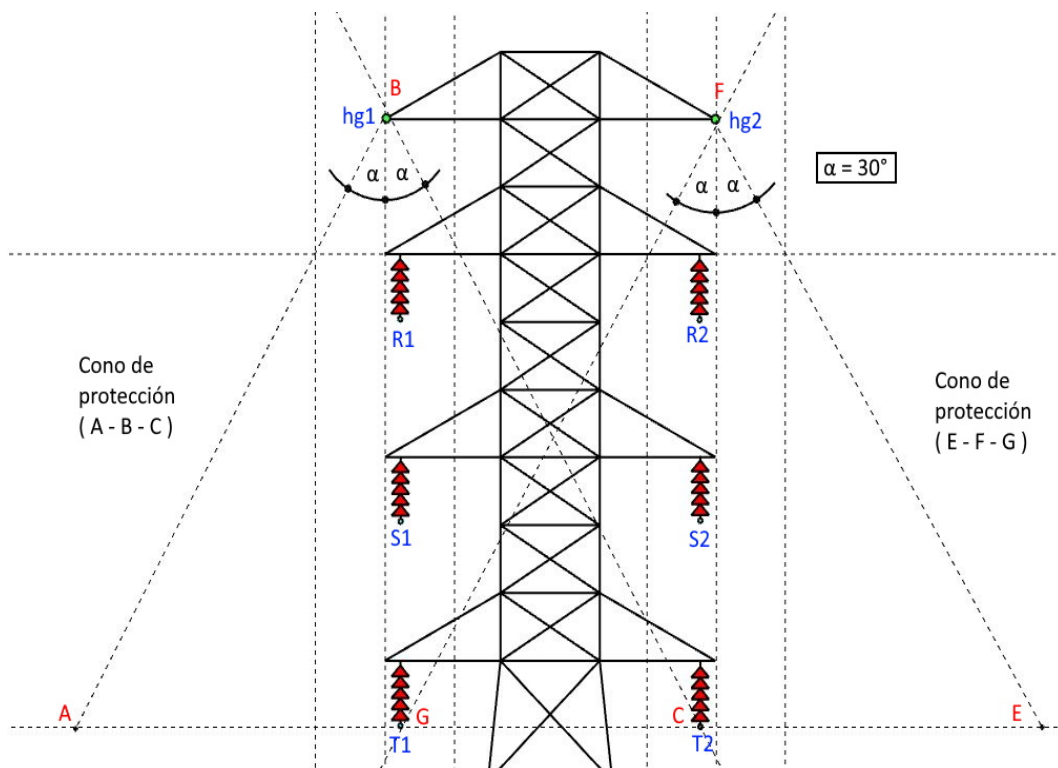 B
F
hg1
hg2
α α
α α
α = 30°
R1
R2
Cono de
protección
( A - B - C )
Cono de
protección
( E - F - G )
S1
S2
A
G
C
E
T1
T2